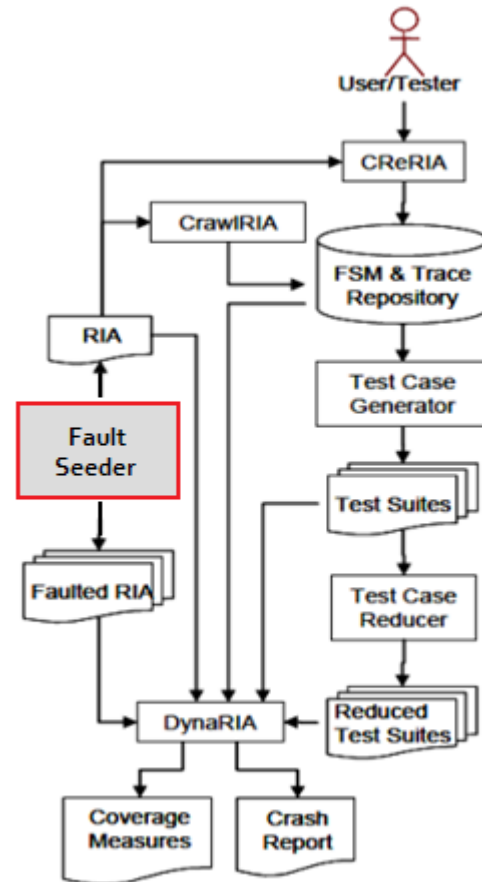 User/Tester
CReRIA
CrawlRIA
FSM & Trace
Repository
RIA
Test Case
Generator
Fault
Seeder
Test Suites
Faulted RIA
Test Case
Reducer
DynaRIA
Reduced
Test Suites
Coverage
Measures
Crash
Report